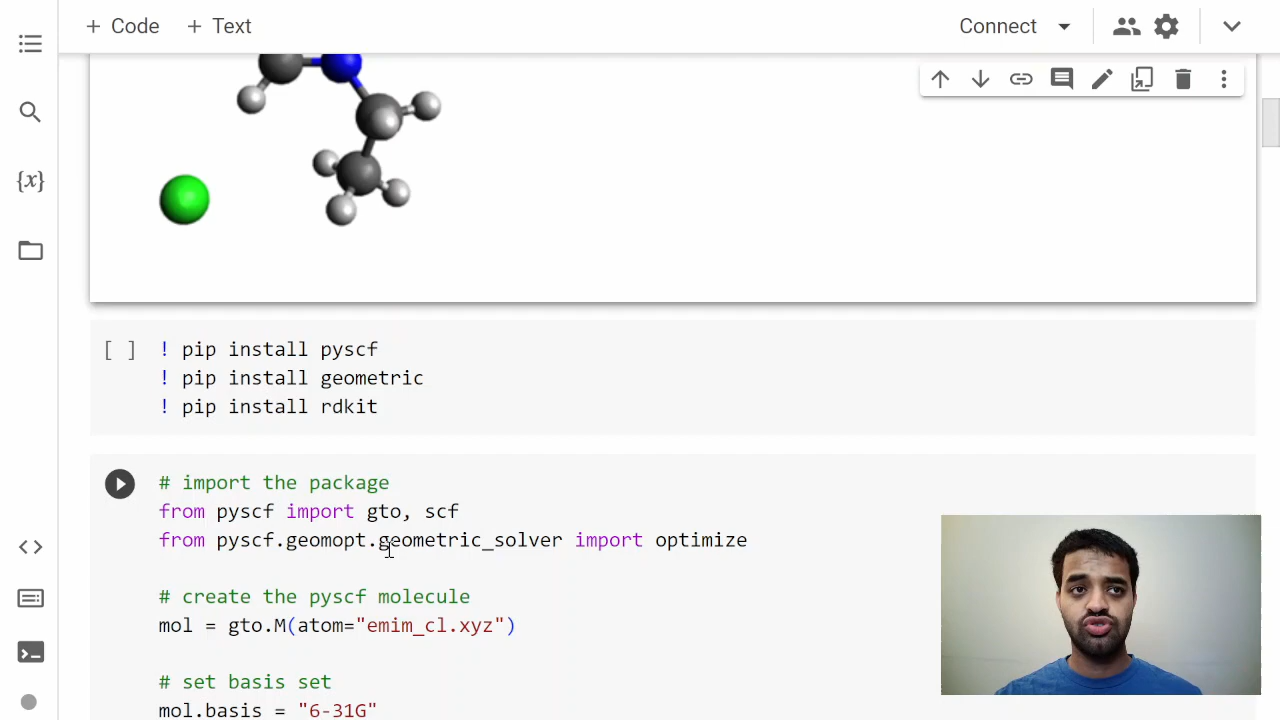 + Code + Text Connect
{x}
[ ] ! pip install pyscf
! pip install geometric
! pip install rdkit
# import the package
from pyscf import gto, scf
from pyscf.geomopt.geometric_solver import optimize
# create the pyscf molecule
mol = gto.M(atom="emim_cl.xyz")
# set basis set
mol.basis = "6-31G"